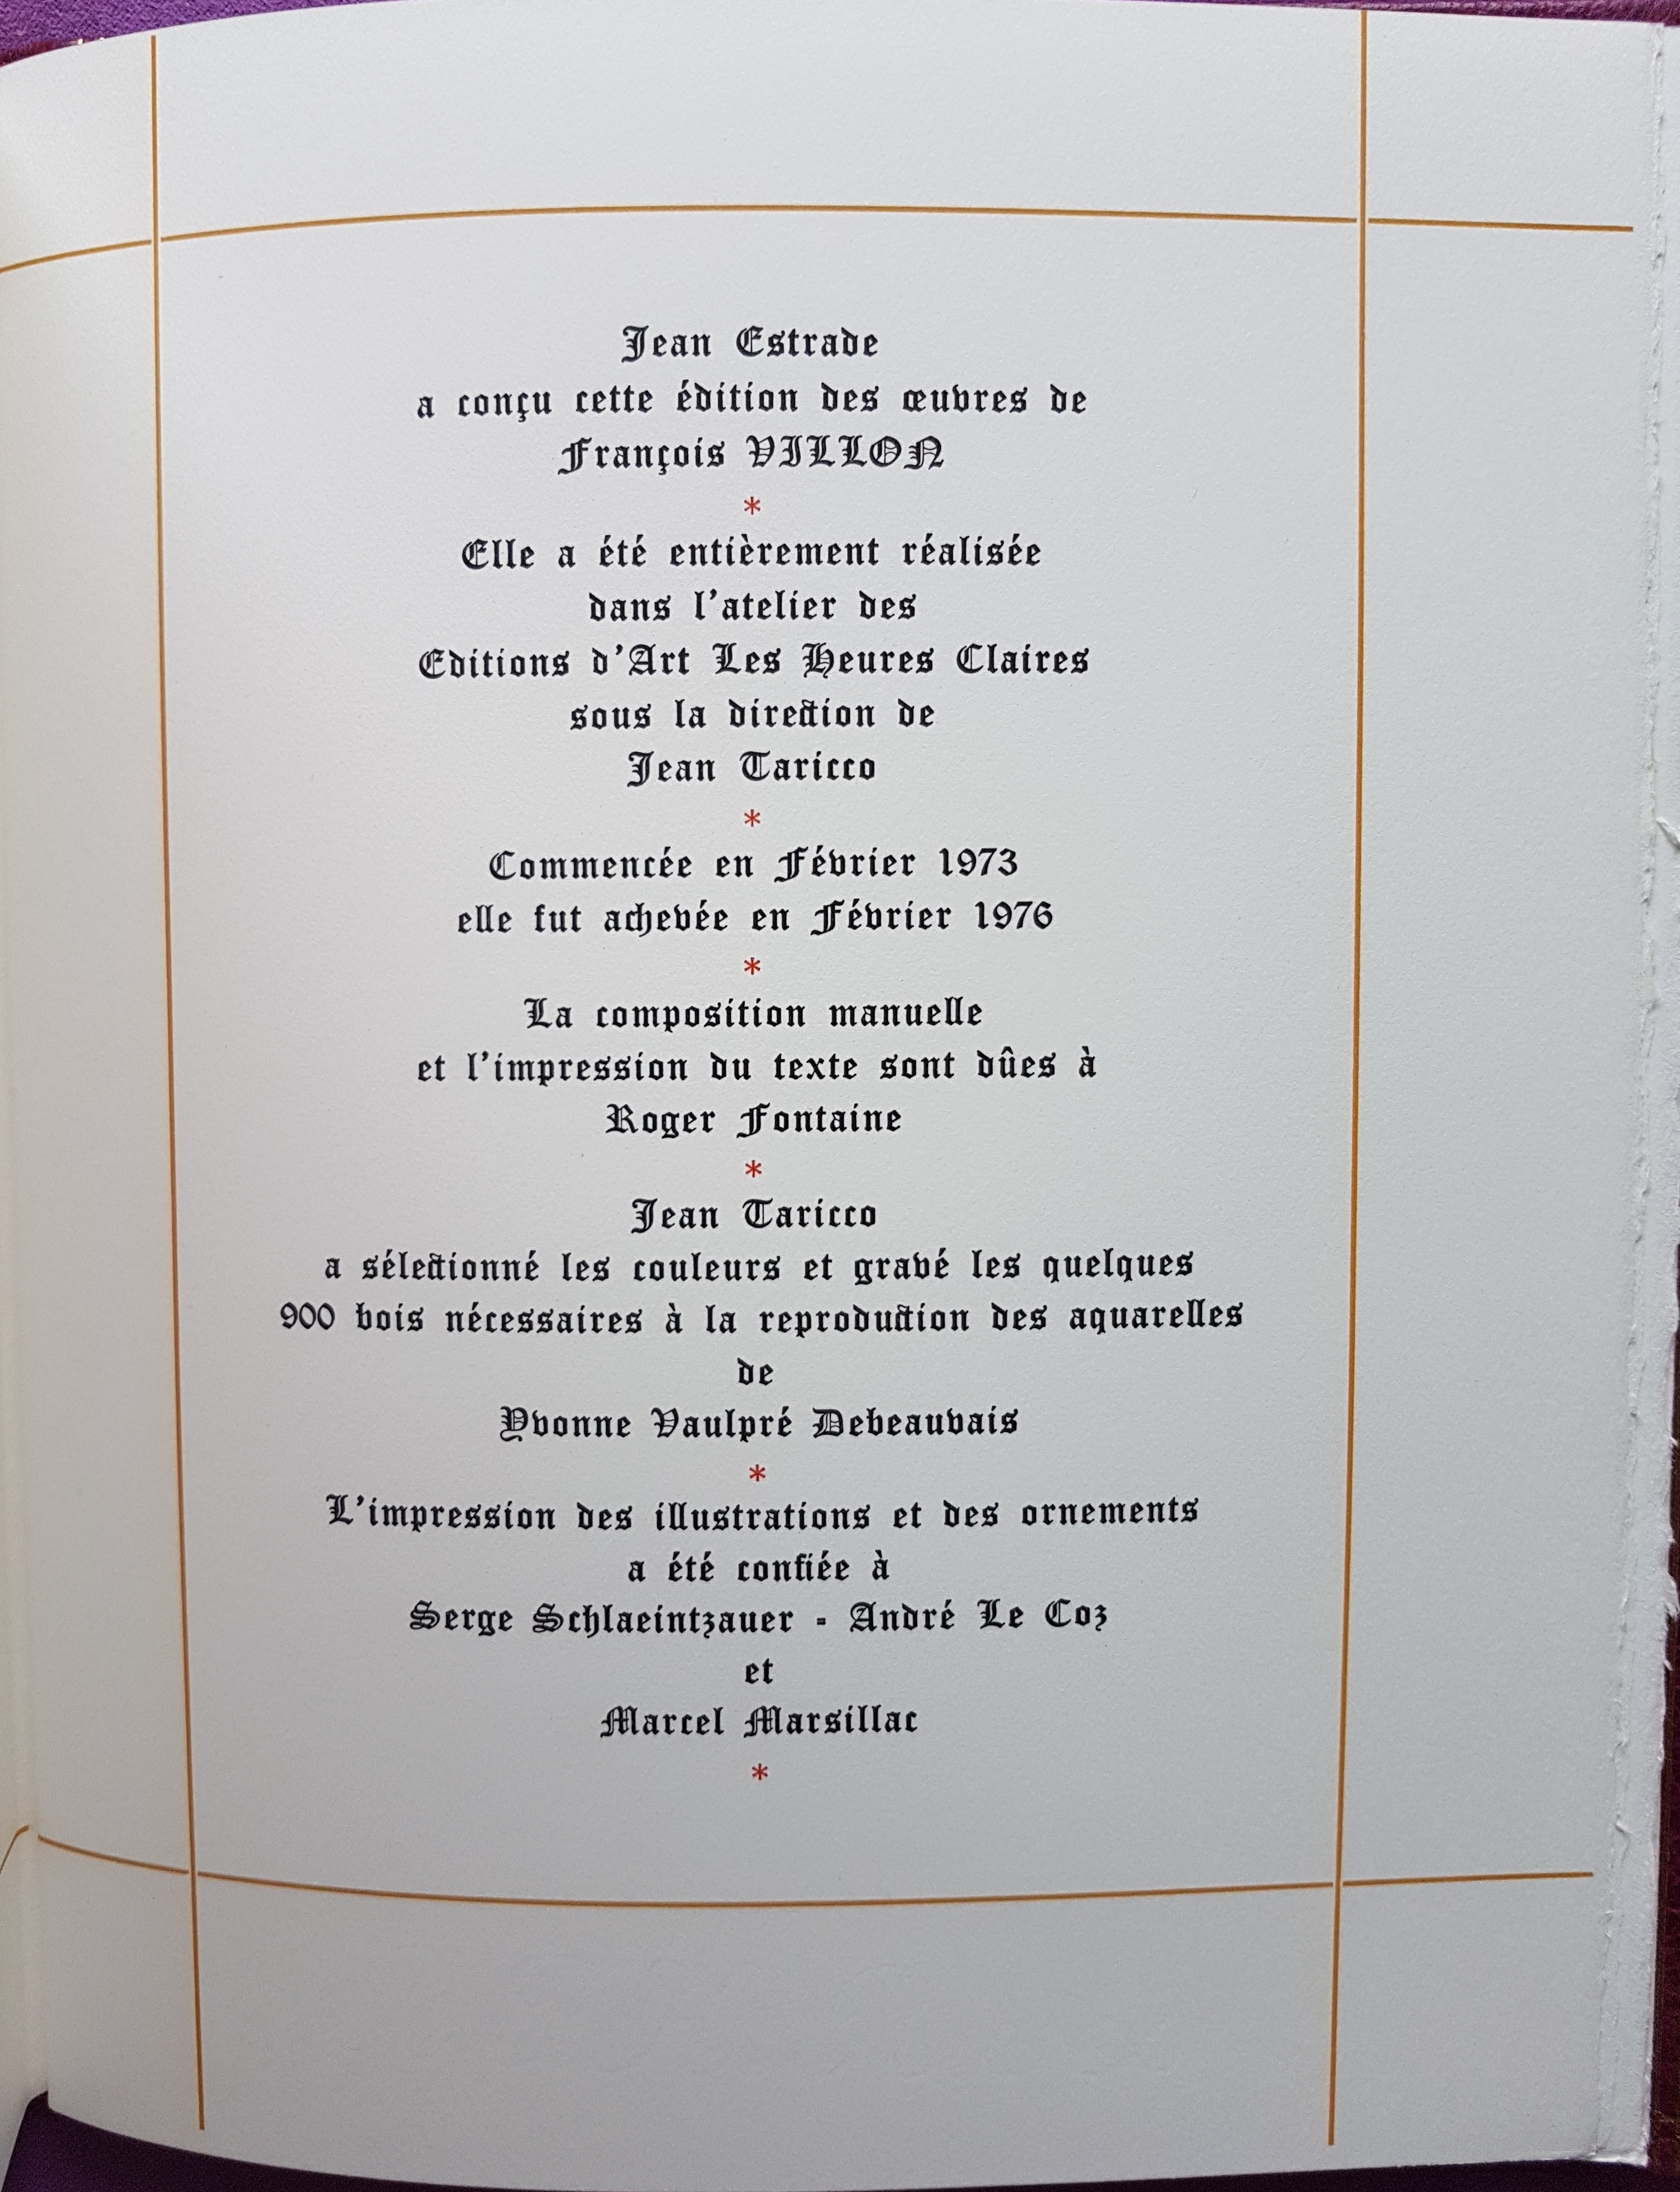 Jean Estrade
a conçu cette édition des œuvres de
François VILLON
*
Elle a été entièrement réalisée
dans l'atelier des
Editions d'Art Les Heures Claires
sous la direction de
Jean Taricco
*
Commencée en Février 1973
elle fut achevée en Février 1976
*
La composition manuelle
et l'impression du texte sont dûes à
Roger Fontaine
*
Jean Taricco
a sélectionné les couleurs et gravé les quelques
900 bois nécessaires à la reproduction des aquarelles
de
Yvonne Vaulpré Debeauvais
*
L'impression des illustrations et des ornements
a été confiée à
Serge Schlaeintzauer - André Le Coz
et
Marcel Marsillac
*